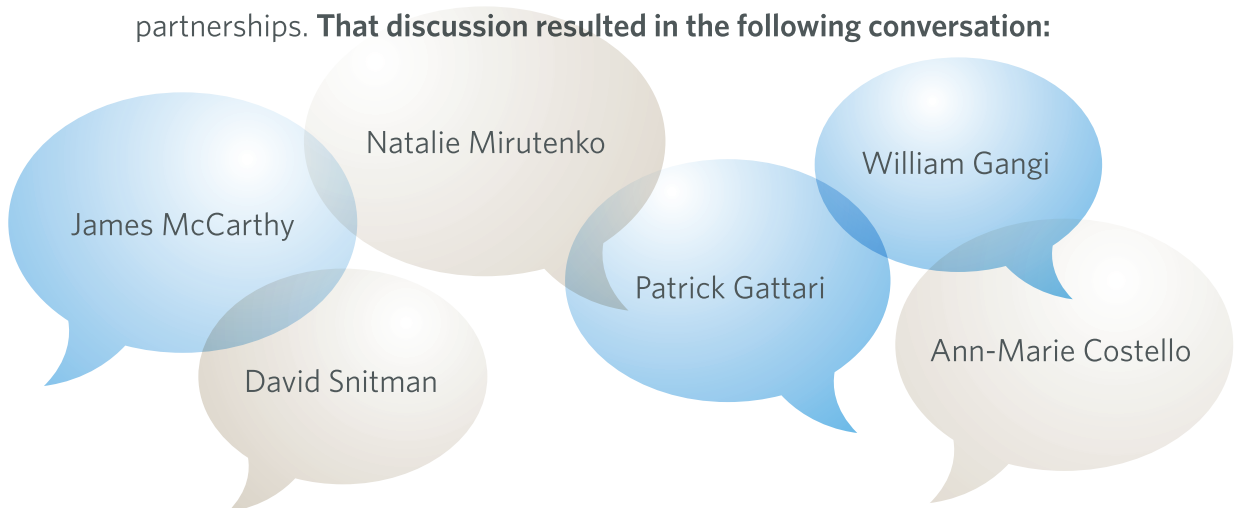 partnerships. That discussion resulted in the following conversation:
Natalie Mirutenko
William Gangi
James McCarthy
Patrick Gattari
Ann-Marie Costello
David Snitman